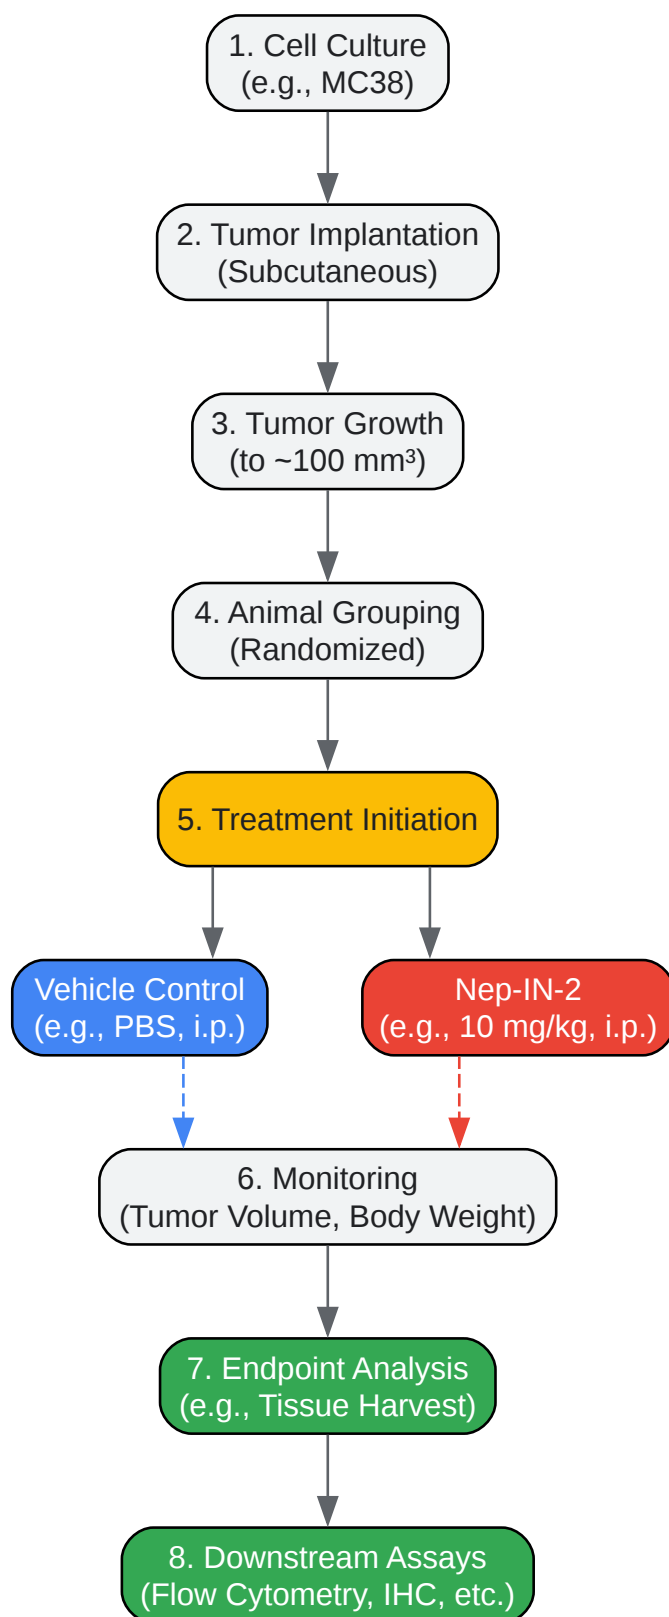 1. Cell Culture
(e.g., MC38)
2. Tumor Implantation
(Subcutaneous)
3. Tumor Growth
(to ~100 mm³)
4. Animal Grouping
(Randomized)
5. Treatment Initiation
Vehicle Control
(e.g., PBS, i.p.)
Nep-IN-2
(e.g., 10 mg/kg, i.p.)
6. Monitoring
(Tumor Volume, Body Weight)
7. Endpoint Analysis
(e.g., Tissue Harvest)
8. Downstream Assays
(Flow Cytometry, IHC, etc.)